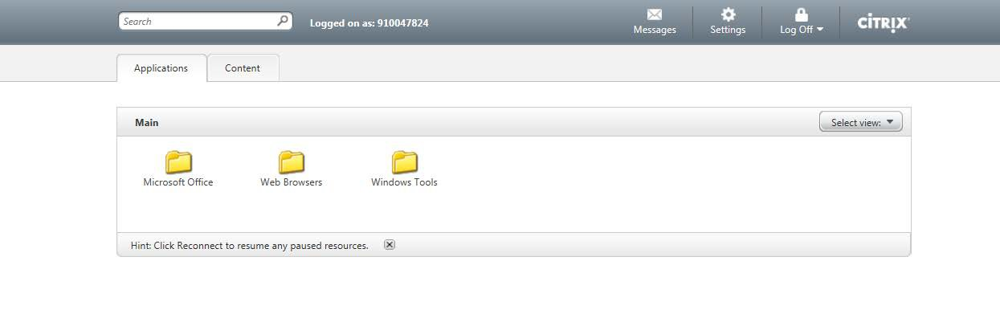 Search
Logged on as: 910047824
Messages
Settings
Log Off
CITRIX
Applications
Content
Main
Select view:
Microsoft Office
Web Browsers
Windows Tools
Hint: Click Reconnect to resume any paused resources.